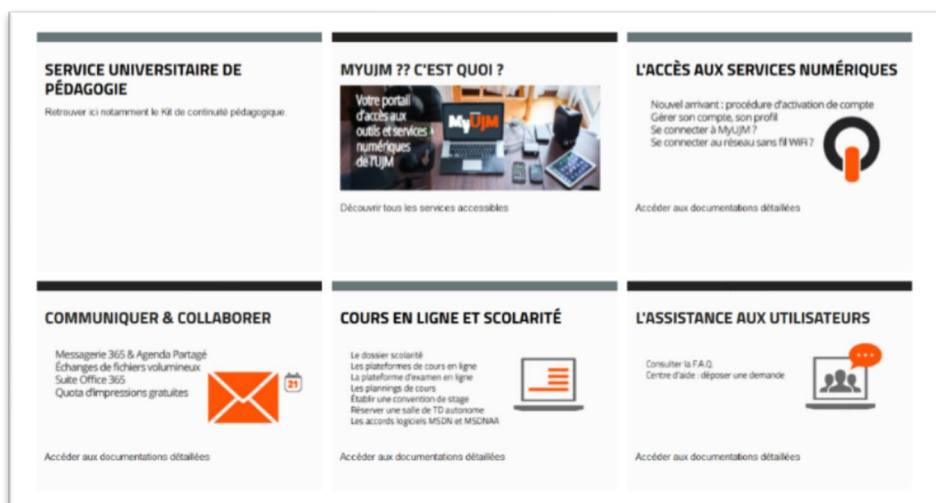 SERVICE UNIVERSITAIRE DE
PÉDAGOGIE
Retrouver ici notamment le Kit de continuité pédagogique.
MYUJM ?? C'EST QUOI ?
Votre portail
d'accès aux
outils et services
numériques
de l'UJM
MyUJM
Découvrir tous les services accessibles
L'ACCÈS AUX SERVICES NUMÉRIQUES
Nouvel arrivant : procédure d'activation de compte
Gérer son compte, son profil
Se connecter à MyUJM ?
Se connecter au réseau sans fil WiFi ?
Accéder aux documentations détaillées
COMMUNIQUER & COLLABORER
Messagerie 365 & Agenda Partagé
Échanges de fichiers volumineux
Suite Office 365
Quota d'impressions gratuites
21
Accéder aux documentations détaillées
COURS EN LIGNE ET SCOLARITÉ
Le dossier scolarité
Les plateformes de cours en ligne
La plateforme d'examen en ligne
Les plannings de cours
Établir une convention de stage
Réserver une salle de TD autonome
Les accords logiciels MSDN et MSDNAA
Accéder aux documentations détaillées
L'ASSISTANCE AUX UTILISATEURS
Consulter la F.A.Q.
Centre d'aide : déposer une demande
Accéder aux documentations détaillées